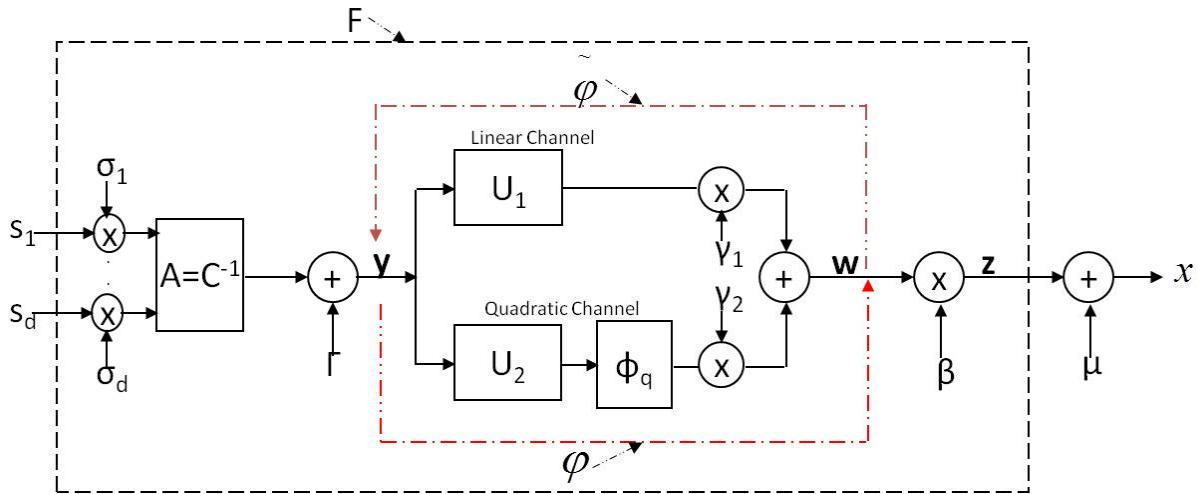 F
~
φ
Linear Channel
U1
σ1
s1
x
x
A=C-1
+
y
γ1
+
w
x
z
+
x
sd
x
σd
Γ
γ2
Quadratic Channel
U2
ϕq
x
β
μ
φ